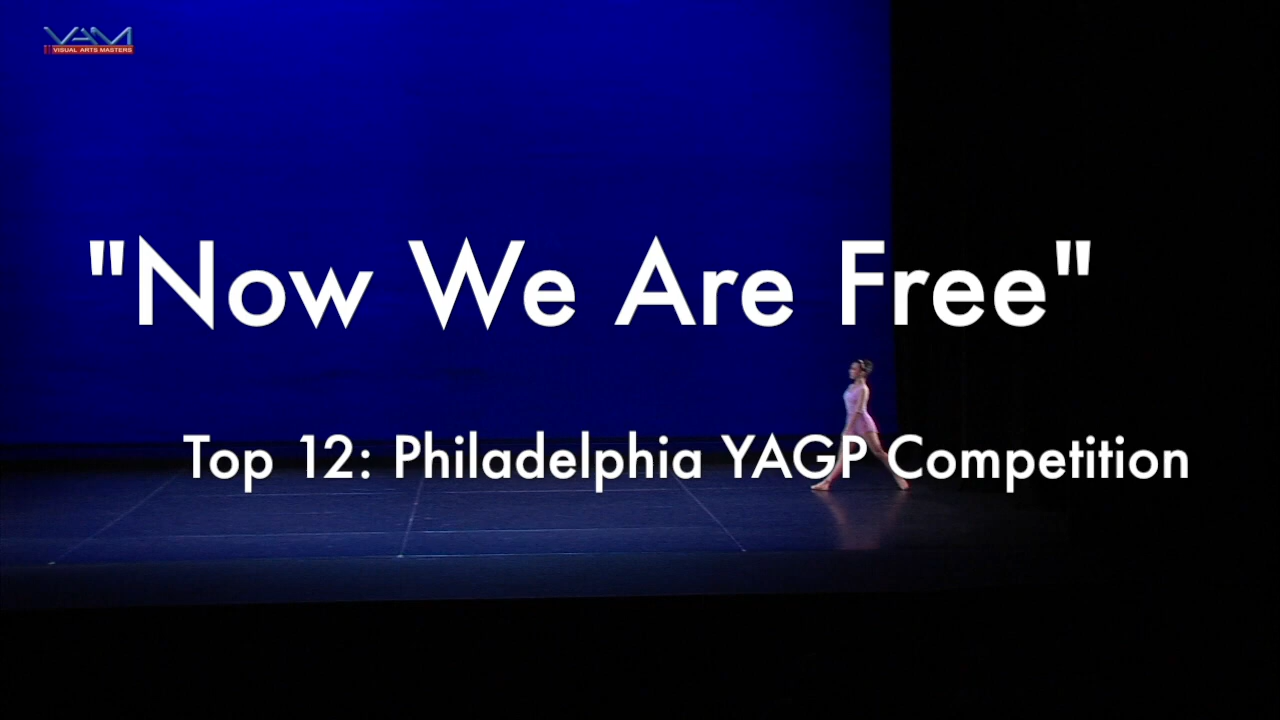 VAM
VISUAL ARTS MASTERS
"Now We Are Free"
Top 12: Philadelphia YAGP Competition